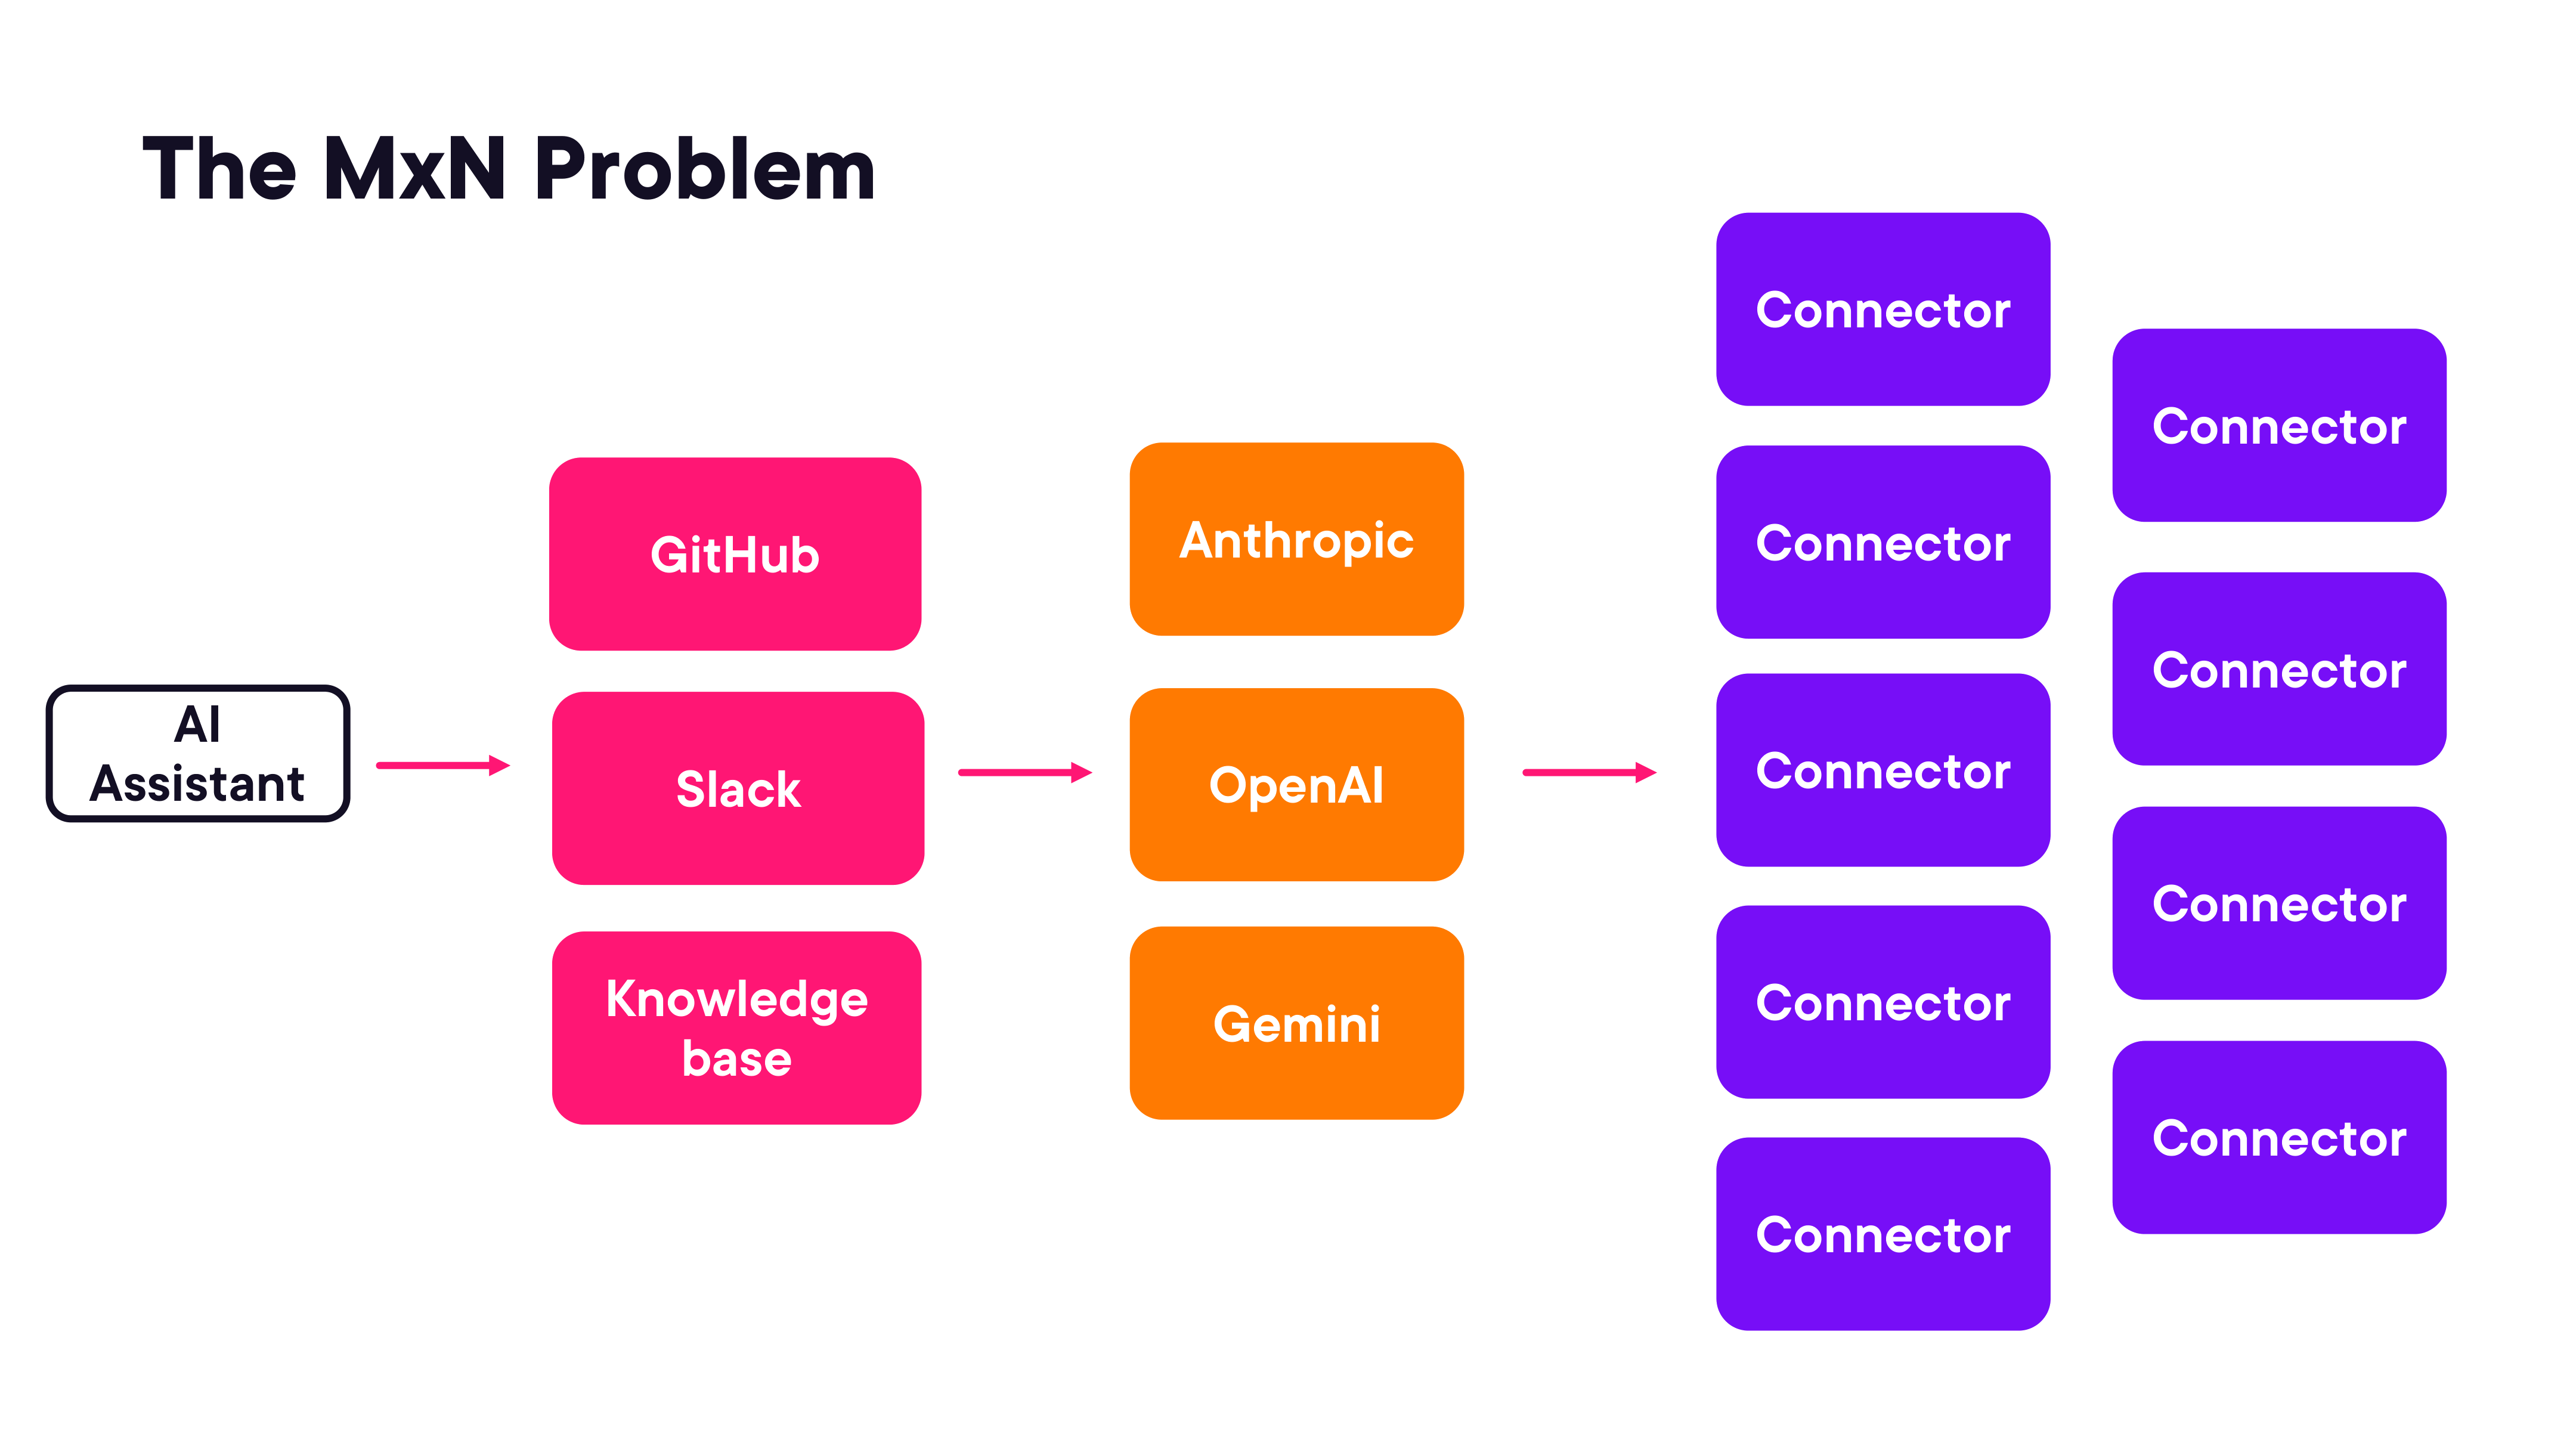 The MxN Problem
AI
Assistant
GitHub
Slack
Knowledge
base
Anthropic
OpenAI
Gemini
Connector
Connector
Connector
Connector
Connector
Connector
Connector
Connector
Connector